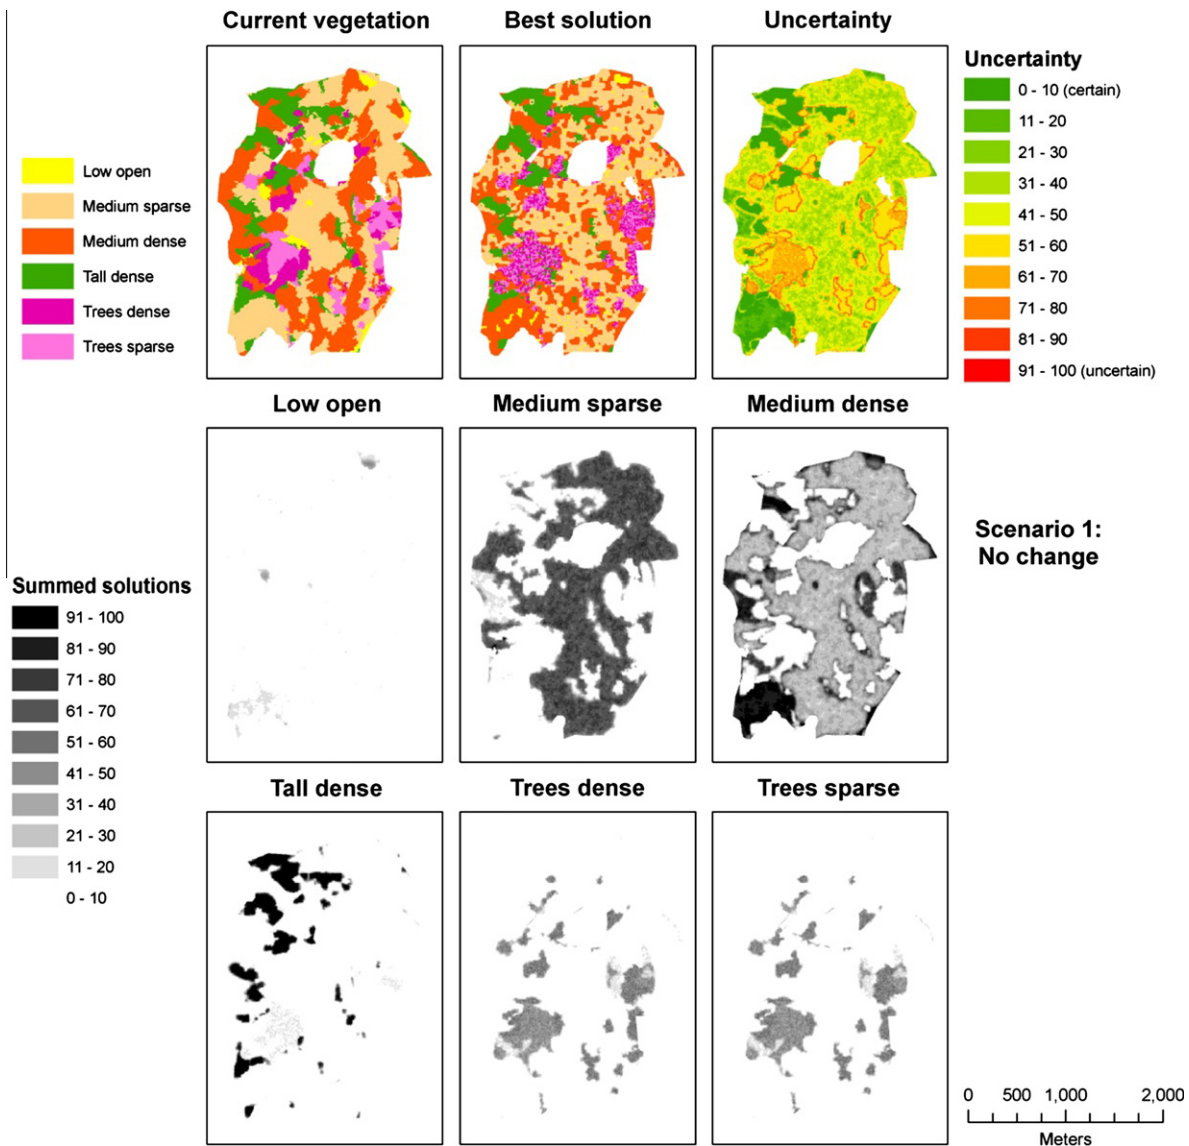 Current vegetation
Best solution
Uncertainty
Low open
Medium sparse
Medium dense
Tall dense
Trees dense
Trees sparse
Uncertainty
0 - 10 (certain)
11 - 20
21 - 30
31 - 40
41 - 50
51 - 60
61 - 70
71 - 80
81 - 90
91 - 100 (uncertain)
Low open
Medium sparse
Medium dense
Scenario 1:
No change
Summed solutions
91 - 100
81 - 90
71 - 80
61 - 70
51 - 60
41 - 50
31 - 40
21 - 30
11 - 20
0 - 10
Tall dense
Trees dense
Trees sparse
0 500 1,000 2,000
Meters